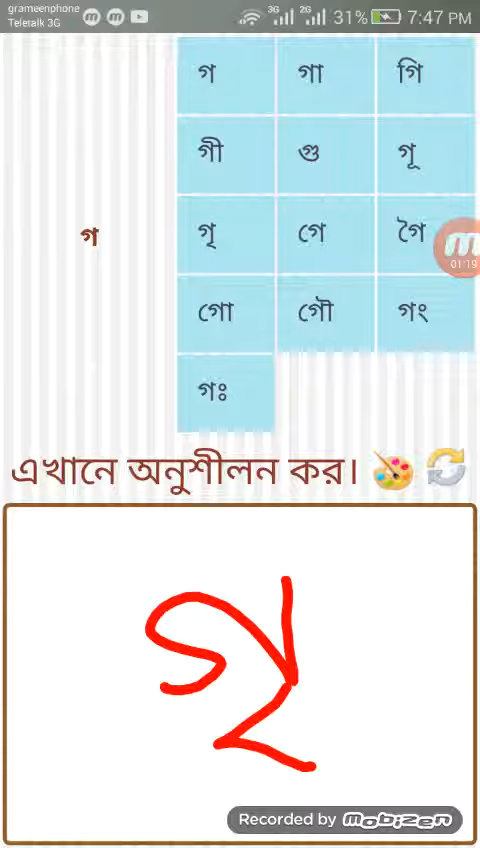 grameenphone
Teletalk 3G
3G 2G 31% 7:47 PM
গ গা গি
গী গু গূ
গ গৃ গে গৈ
01:19
গো গৌ গং
গঃ
এখানে অনুশীলন কর।
গৃ
Recorded by Mobizen